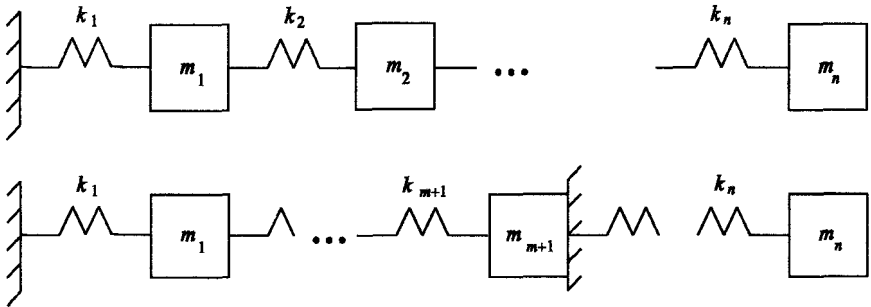 k₁ k₂ kₙ
m₁ m₂ ••• mₙ
k₁ kₘ₊₁ kₙ
m₁ ••• mₘ₊₁ mₙ